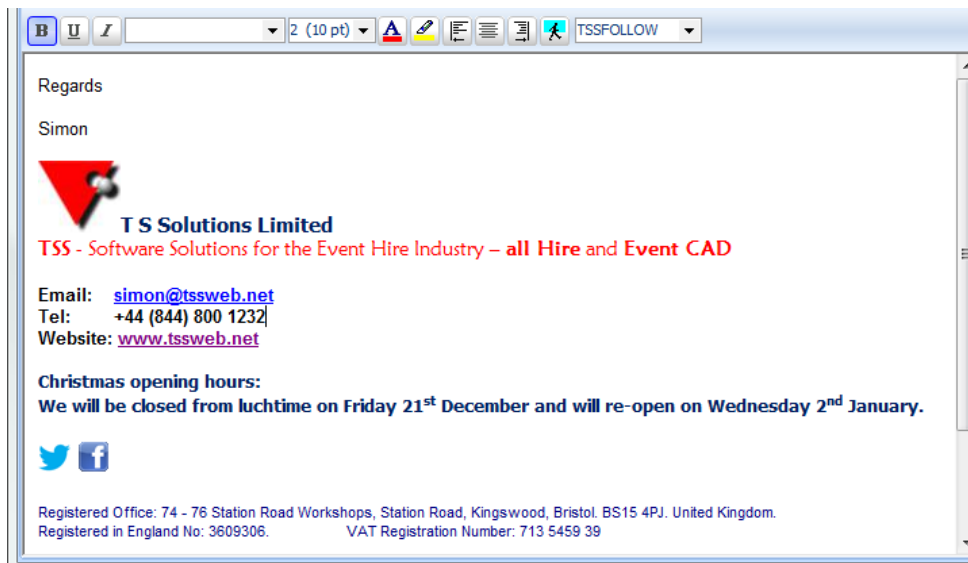 B U I 2 (10 pt) A TSSFOLLOW
Regards
Simon
T S Solutions Limited
TSS - Software Solutions for the Event Hire Industry – all Hire and Event CAD
Email: simon@tssweb.net
Tel: +44 (844) 800 1232
Website: www.tssweb.net
Christmas opening hours:
We will be closed from luchtime on Friday 21st December and will re-open on Wednesday 2nd January.
f
Registered Office: 74 - 76 Station Road Workshops, Station Road, Kingswood, Bristol. BS15 4PJ. United Kingdom.
Registered in England No: 3609306. VAT Registration Number: 713 5459 39